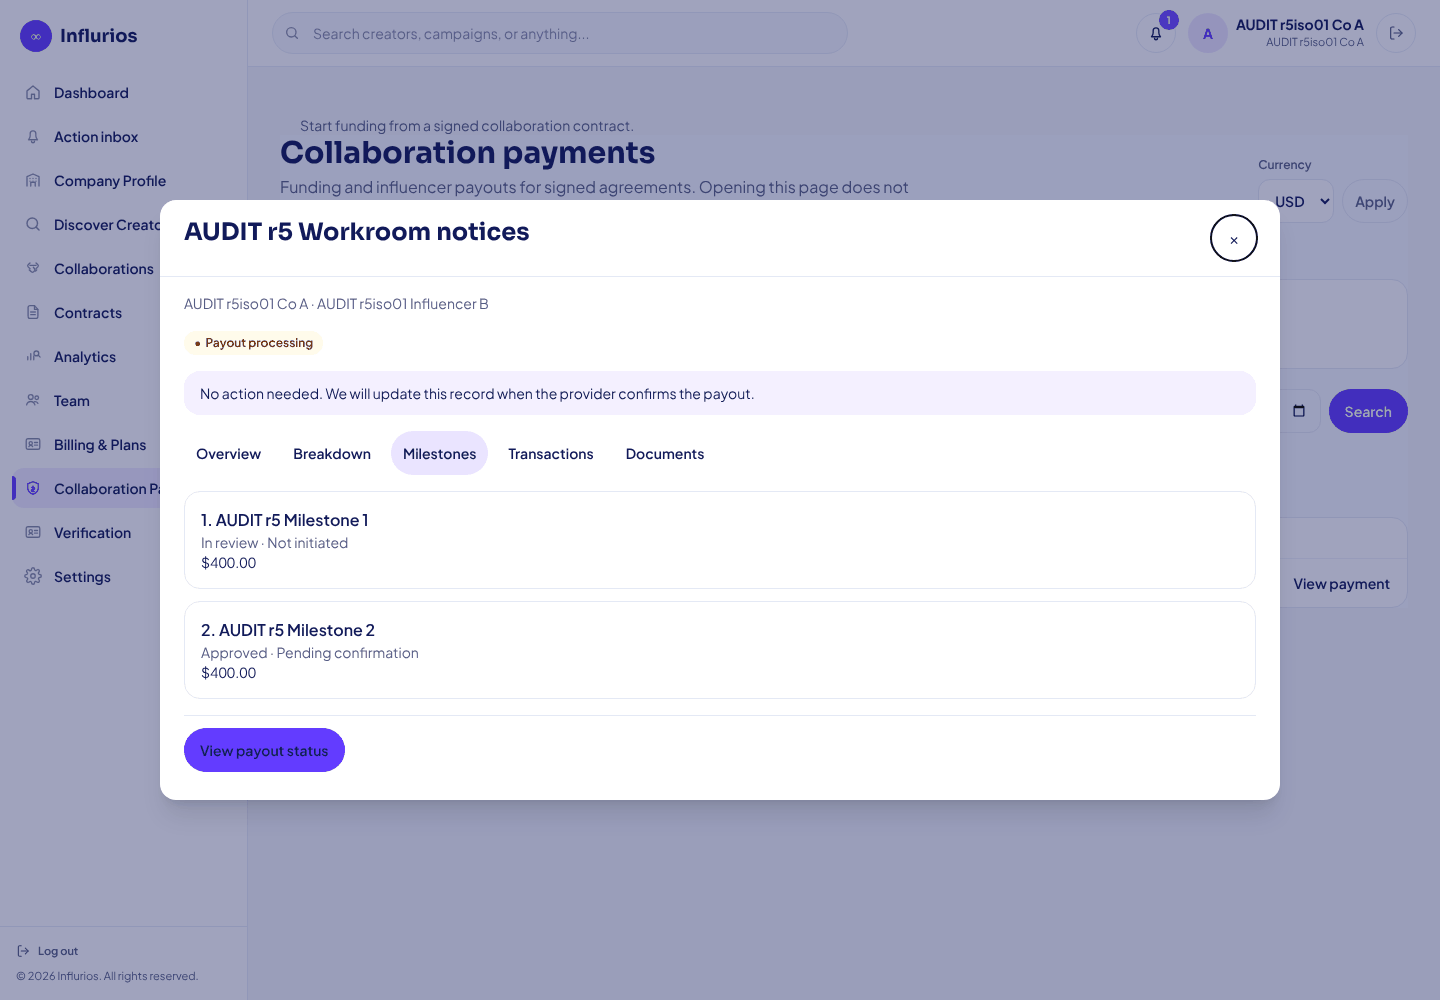 Influrios
Search creators, campaigns, or anything...
1
A
AUDIT r5iso01 Co A
AUDIT r5iso01 Co A
Dashboard
Action inbox
Company Profile
Discover Creato
Collaborations
Contracts
Analytics
Team
Billing & Plans
Collaboration Pa
Verification
Settings
Log out
© 2026 Influrios. All rights reserved.
Start funding from a signed collaboration contract.
Collaboration payments
Funding and influencer payouts for signed agreements. Opening this page does not
Currency
USD
Apply
Search
View payment
AUDIT r5 Workroom notices
×
AUDIT r5iso01 Co A · AUDIT r5iso01 Influencer B
Payout processing
No action needed. We will update this record when the provider confirms the payout.
Overview
Breakdown
Milestones
Transactions
Documents
1. AUDIT r5 Milestone 1
In review · Not initiated
$400.00
2. AUDIT r5 Milestone 2
Approved · Pending confirmation
$400.00
View payout status